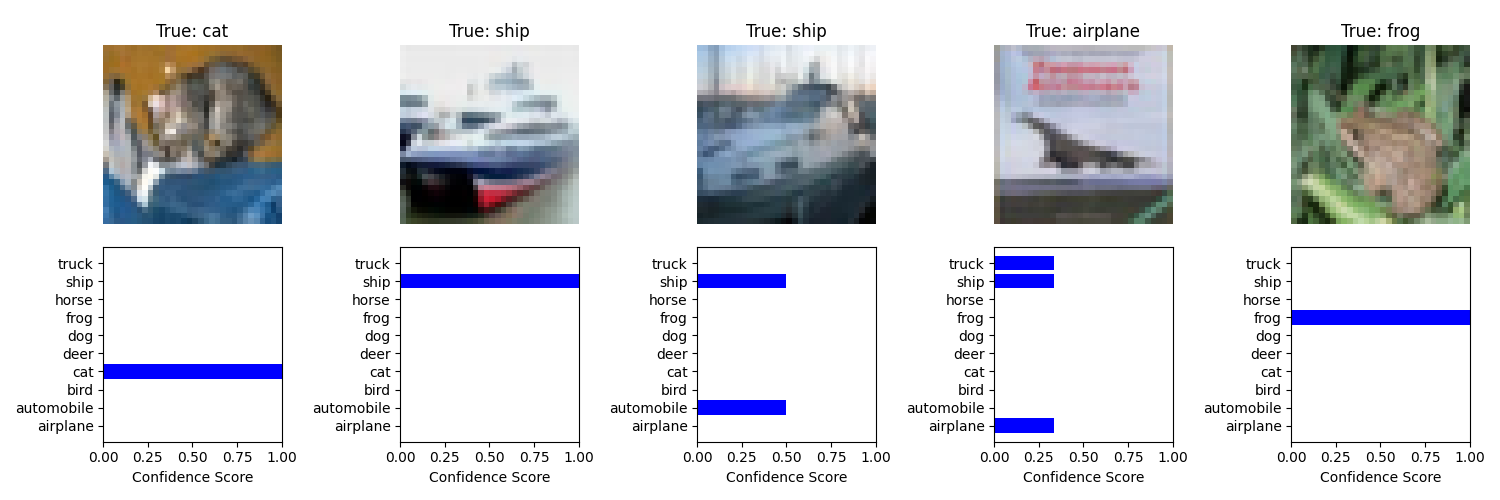 True: cat
True: ship
True: ship
True: airplane
True: frog
truck
ship
horse
frog
dog
deer
cat
bird
automobile
airplane
0.00 0.25 0.50 0.75 1.00
Confidence Score
truck
ship
horse
frog
dog
deer
cat
bird
automobile
airplane
0.00 0.25 0.50 0.75 1.00
Confidence Score
truck
ship
horse
frog
dog
deer
cat
bird
automobile
airplane
0.00 0.25 0.50 0.75 1.00
Confidence Score
truck
ship
horse
frog
dog
deer
cat
bird
automobile
airplane
0.00 0.25 0.50 0.75 1.00
Confidence Score
truck
ship
horse
frog
dog
deer
cat
bird
automobile
airplane
0.00 0.25 0.50 0.75 1.00
Confidence Score